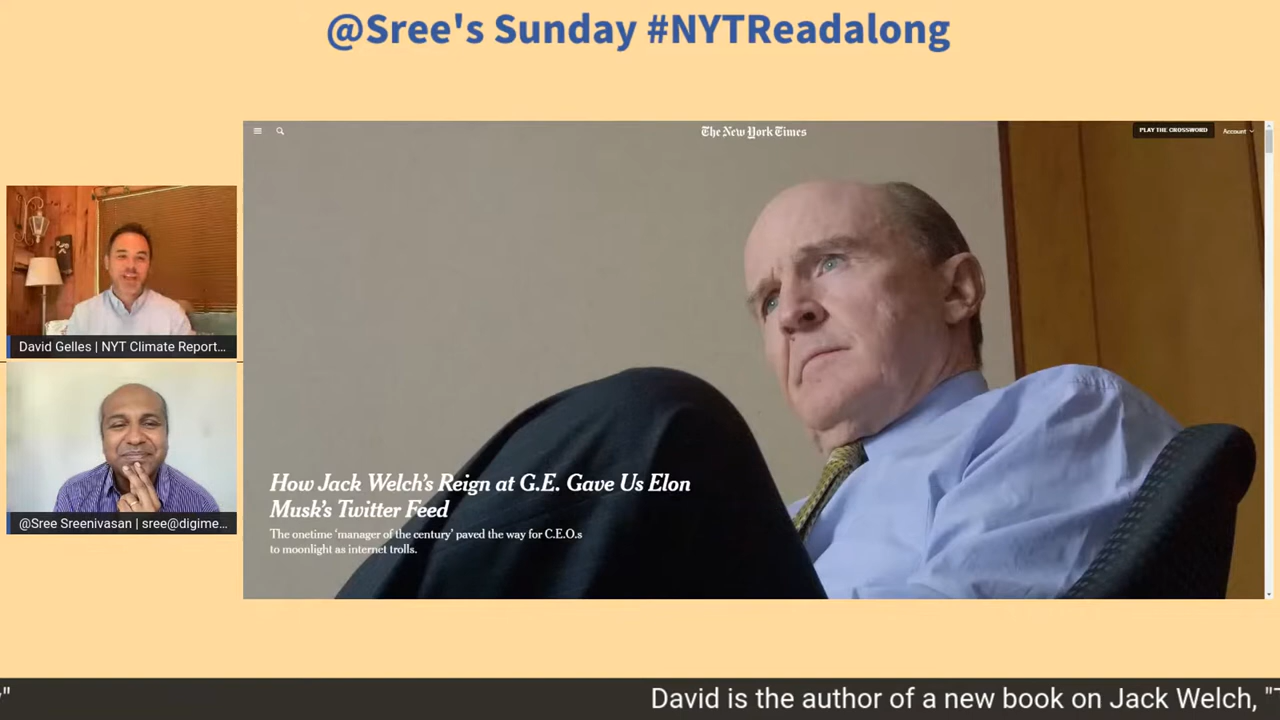 @Sree's Sunday #NYTReadalong
The New York Times
PLAY THE CROSSWORD
Account
David Gelles | NYT Climate Report...
@Sree Sreenivasan | sree@digime...
How Jack Welch's Reign at G.E. Gave Us Elon
Musk's Twitter Feed
The onetime 'manager of the century' paved the way for C.E.O.s
to moonlight as internet trolls.
David is the author of a new book on Jack Welch,